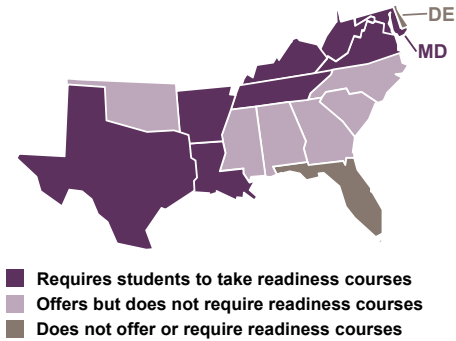 DE
MD
Requires students to take readiness courses
Offers but does not require readiness courses
Does not offer or require readiness courses